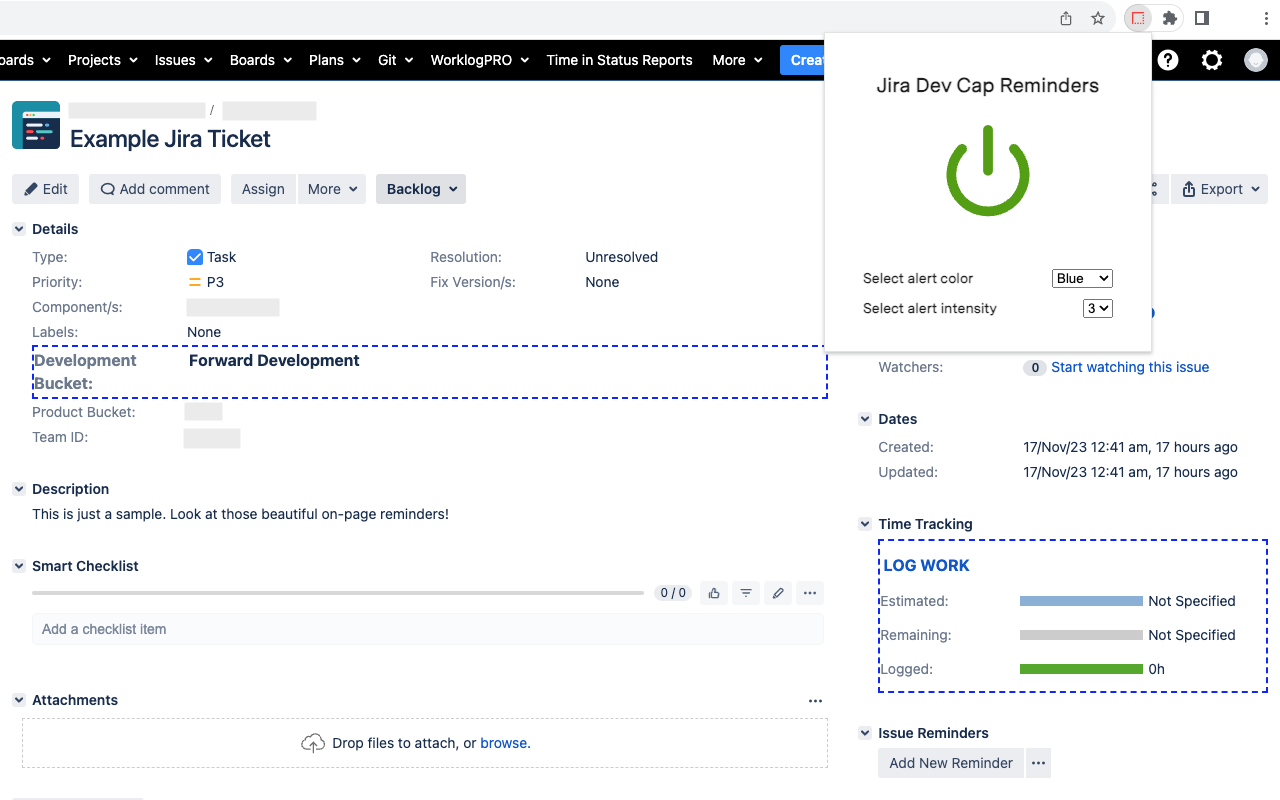 oards Projects Issues Boards Plans Git WorklogPRO Time in Status Reports More Creat
Jira Dev Cap Reminders
Select alert color Blue
Select alert intensity 3
/
Example Jira Ticket
Edit Add comment Assign More Backlog Export
Details
Type: Task Resolution: Unresolved
Priority: P3 Fix Version/s: None
Component/s:
Labels: None
Development Bucket: Forward Development
Product Bucket:
Team ID:
Description
This is just a sample. Look at those beautiful on-page reminders!
Smart Checklist
0 / 0
Add a checklist item
Attachments
Drop files to attach, or browse.
Watchers: 0 Start watching this issue
Dates
Created: 17/Nov/23 12:41 am, 17 hours ago
Updated: 17/Nov/23 12:41 am, 17 hours ago
Time Tracking
LOG WORK
Estimated: Not Specified
Remaining: Not Specified
Logged: 0h
Issue Reminders
Add New Reminder